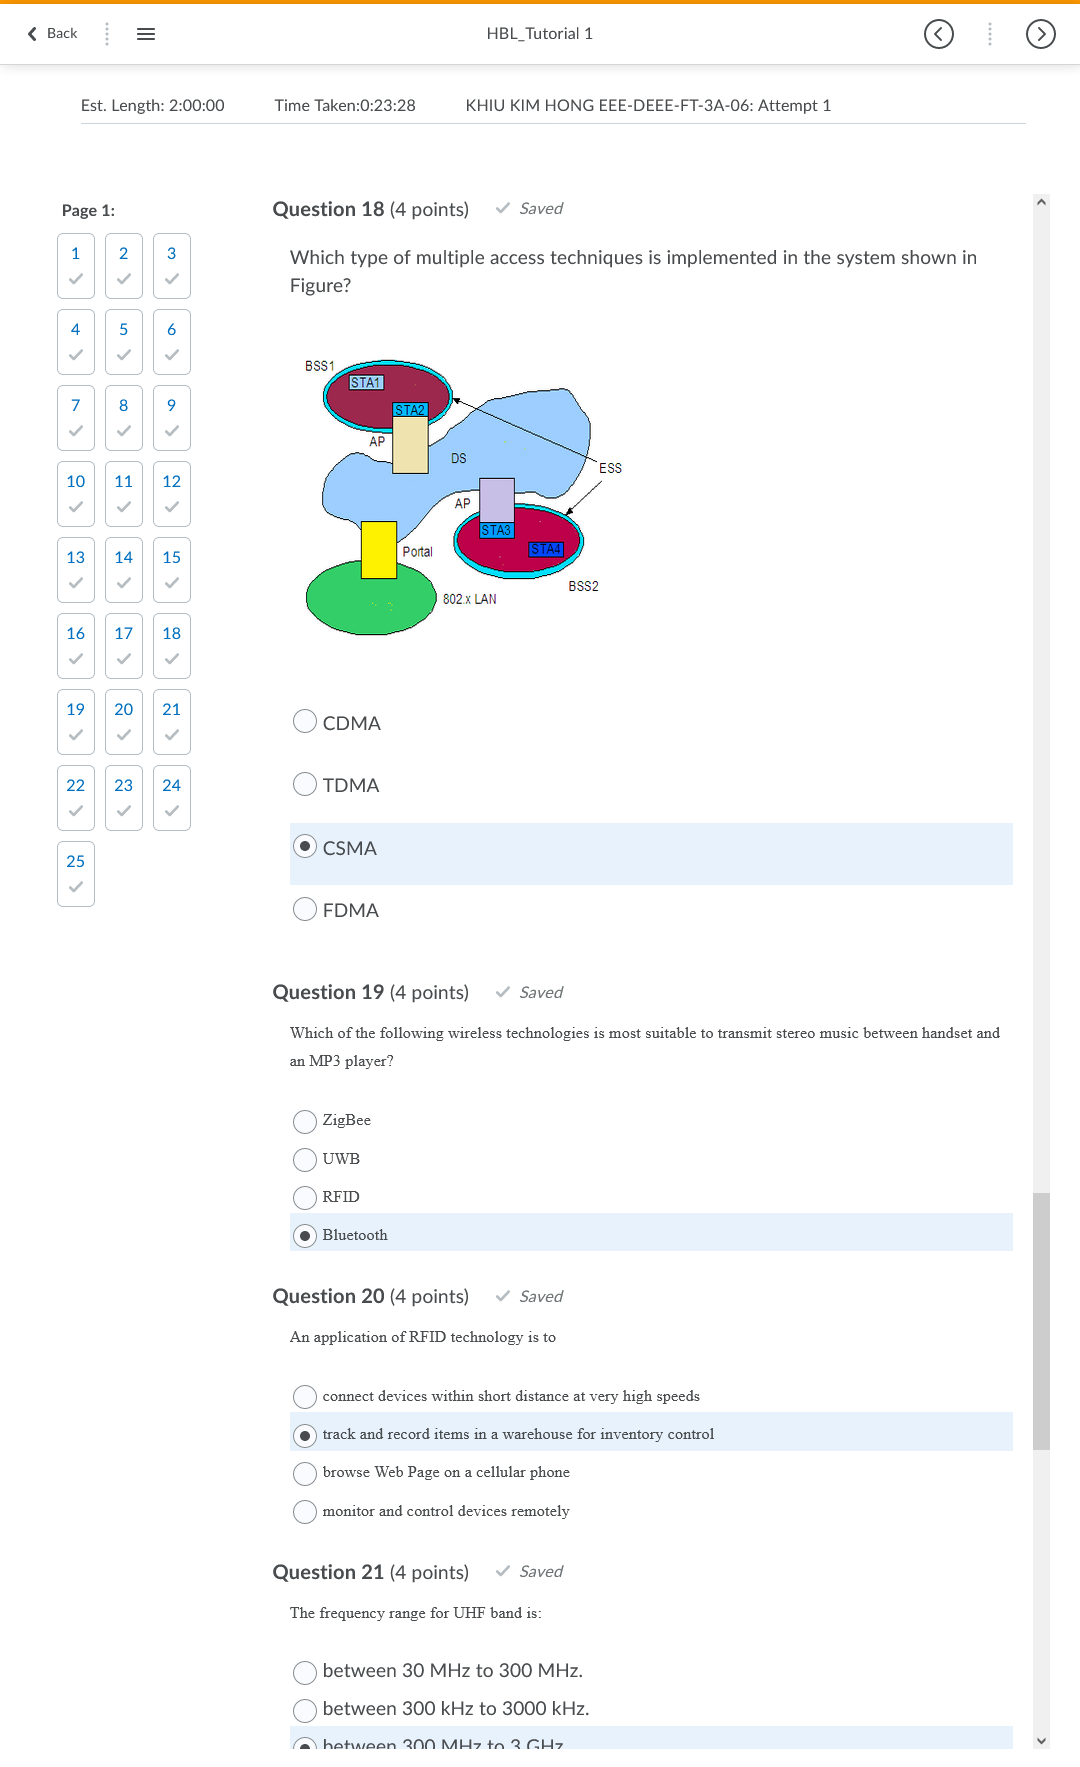 Back
HBL_Tutorial 1
Est. Length: 2:00:00 Time Taken:0:23:28 KHIU KIM HONG EEE-DEEE-FT-3A-06: Attempt 1
Page 1:
1 2 3
4 5 6
7 8 9
10 11 12
13 14 15
16 17 18
19 20 21
22 23 24
25
Question 18 (4 points) Saved
Which type of multiple access techniques is implemented in the system shown in
Figure?
BSS1
STA1
STA2
AP
DS
ESS
AP
STA3
STA4
Portal
BSS2
802.x LAN
CDMA
TDMA
CSMA
FDMA
Question 19 (4 points) Saved
Which of the following wireless technologies is most suitable to transmit stereo music between handset and
an MP3 player?
ZigBee
UWB
RFID
Bluetooth
Question 20 (4 points) Saved
An application of RFID technology is to
connect devices within short distance at very high speeds
track and record items in a warehouse for inventory control
browse Web Page on a cellular phone
monitor and control devices remotely
Question 21 (4 points) Saved
The frequency range for UHF band is:
between 30 MHz to 300 MHz.
between 300 kHz to 3000 kHz.
between 300 MHz to 3 GHz